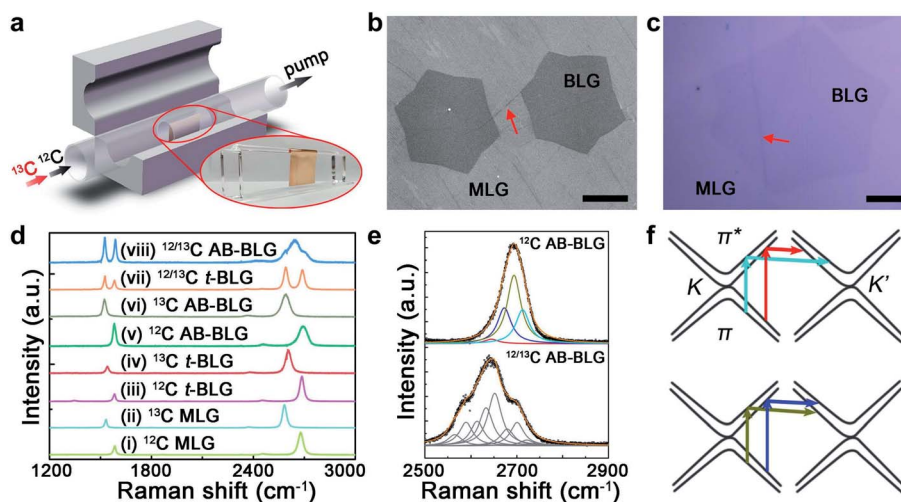 a
pump
¹³C ¹²C
b
BLG
MLG
c
BLG
MLG
d
(viii) ¹²/¹³C AB-BLG
(vii) ¹²/¹³C t-BLG
(vi) ¹³C AB-BLG
(v) ¹²C AB-BLG
(iv) ¹³C t-BLG
(iii) ¹²C t-BLG
(ii) ¹³C MLG
(i) ¹²C MLG
Intensity (a.u.)
1200 1800 2400 3000
Raman shift (cm⁻¹)
e
¹²C AB-BLG
¹²/¹³C AB-BLG
Intensity (a.u.)
2500 2700 2900
Raman shift (cm⁻¹)
f
π*
K K'
π